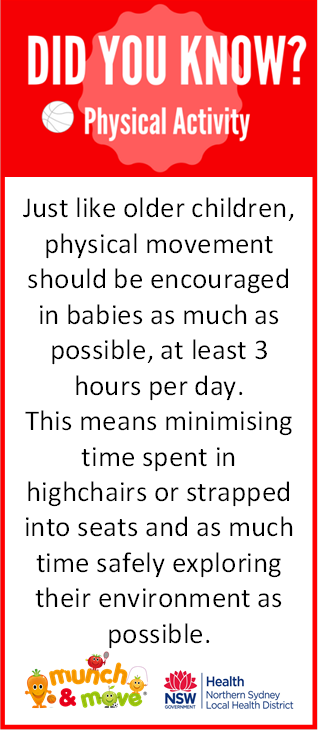 DID YOU KNOW?
Physical Activity
Just like older children,
physical movement
should be encouraged
in babies as much as
possible, at least 3
hours per day.
This means minimising
time spent in
highchairs or strapped
into seats and as much
time safely exploring
their environment as
possible.
munch
& move
NSW
GOVERNMENT
Health
Northern Sydney
Local Health District